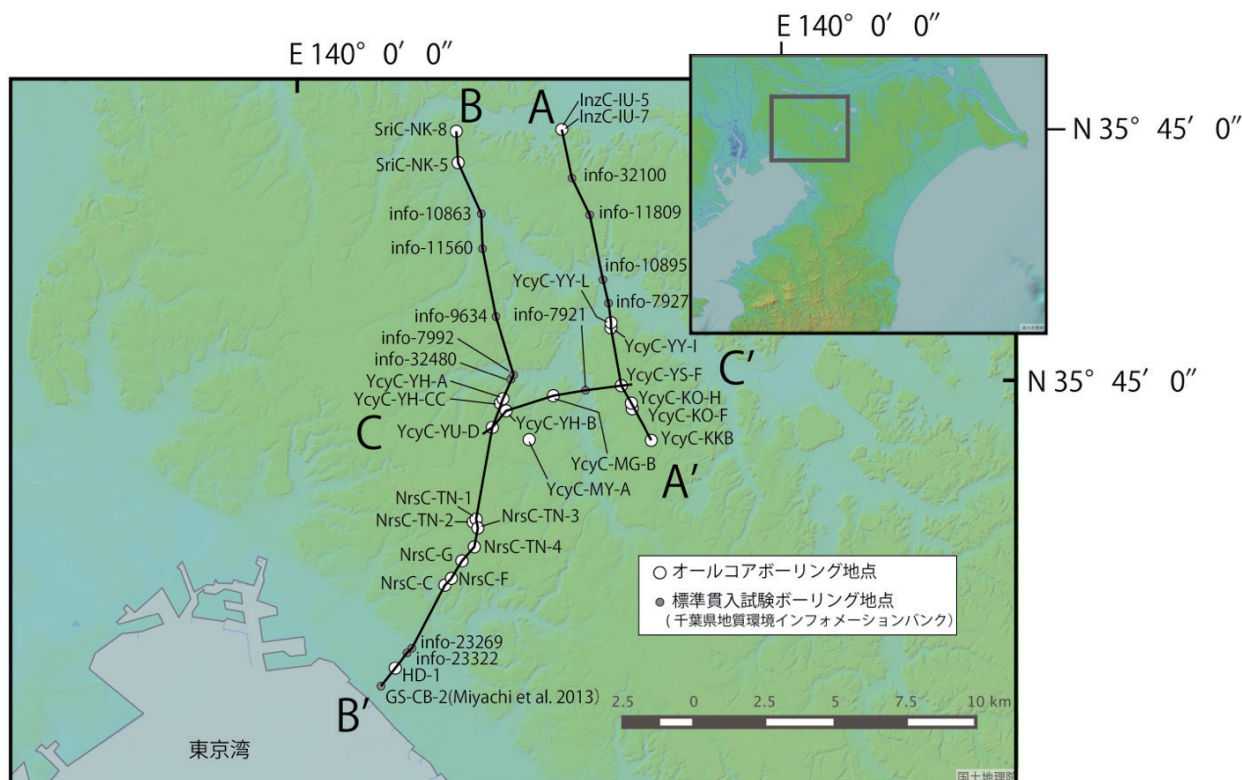 E 140° 0′ 0″
E 140° 0′ 0″
N 35° 45′ 0″
N 35° 45′ 0″
B
A
InzC-IU-5
InzC-IU-7
SriC-NK-8
SriC-NK-5
info-32100
info-10863
info-11809
info-11560
info-10895
YcyC-YY-L
info-7927
info-9634
info-7921
info-7992
YcyC-YY-I
info-32480
C′
YcyC-YH-A
YcyC-YS-F
YcyC-YH-CC
YcyC-KO-H
YcyC-KO-F
C
YcyC-YU-D
YcyC-YH-B
YcyC-KKB
YcyC-MG-B
A′
YcyC-MY-A
NrsC-TN-1
NrsC-TN-2
NrsC-TN-3
NrsC-TN-4
NrsC-G
NrsC-F
NrsC-C
オールコアボーリング地点
標準貫入試験ボーリング地点
(千葉県地質環境インフォメーションバンク)
info-23269
info-23322
HD-1
GS-CB-2(Miyachi et al. 2013)
B′
2.5 0 2.5 5 7.5 10 km
東京湾
国土地理院
国土地理院